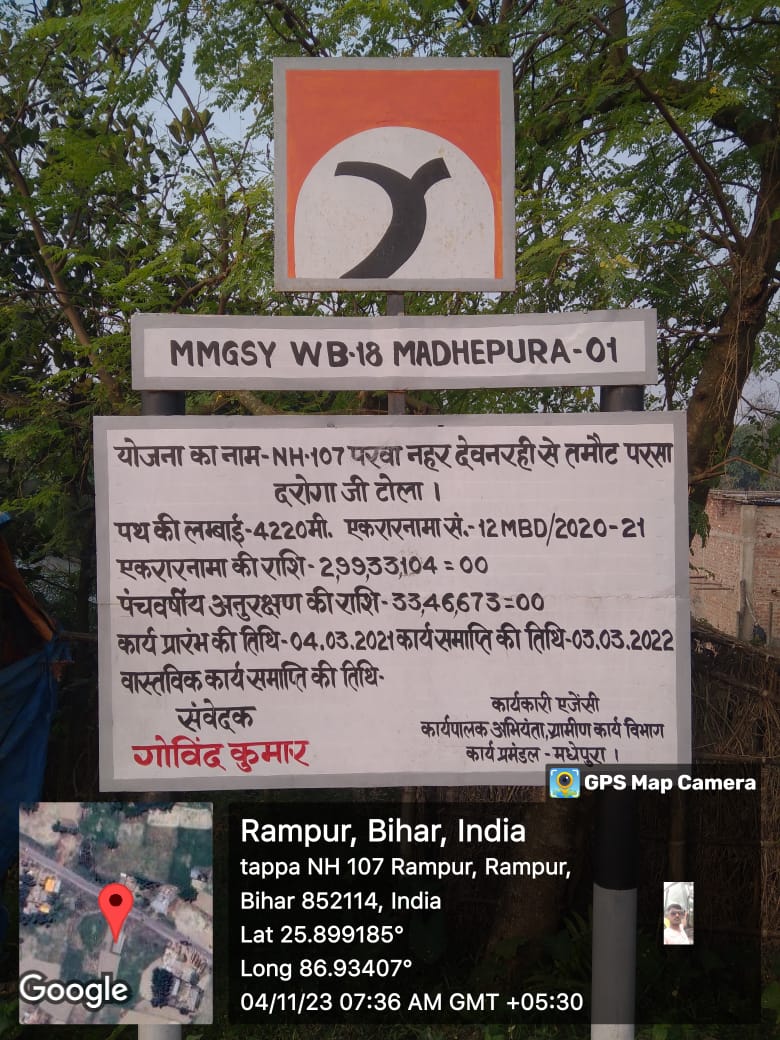 MMGSY WB-18 MADHEPURA-01
योजना का नाम-NH-107 परवा नहर देवनरही से तमौट परसा
दरोगा जी टोला ।
पथ की लम्बाई-4220मी. एकरारनामा सं.-12MBD/2020-21
एकरारनामा की राशि-2,99,33,104=00
पंचवर्षीय अनुरक्षण की राशि-33,46,673=00
कार्य प्रारंभ की तिथि-04.03.2021 कार्य समाप्ति की तिथि-03.03.2022
वास्तविक कार्य समाप्ति की तिथि-
संवेदक
गोविंद कुमार
कार्यकारी एजेंसी
कार्यपालक अभियंता, ग्रामीण कार्य विभाग
कार्य प्रमंडल - मधेपुरा ।
GPS Map Camera
Rampur, Bihar, India
tappa NH 107 Rampur, Rampur,
Bihar 852114, India
Lat 25.899185°
Long 86.93407°
04/11/23 07:36 AM GMT +05:30
Google